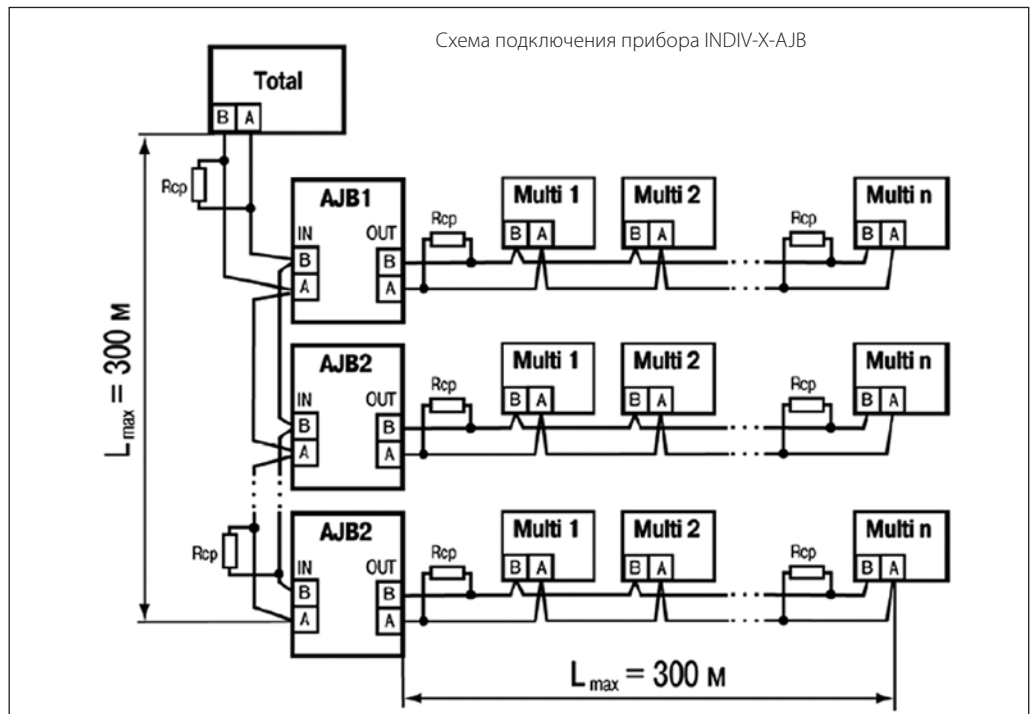 Схема подключения прибора INDIV-X-AJB
Total
B A
Rcp
AJB1
IN OUT
B
A
B
A
Rcp
Multi 1
B A
Multi 2
B A
Rcp
Multi n
B A
Lmax = 300 м
AJB2
IN OUT
B
A
B
A
Rcp
Multi 1
B A
Multi 2
B A
Rcp
Multi n
B A
Rcp
AJB2
IN OUT
B
A
B
A
Rcp
Multi 1
B A
Multi 2
B A
Rcp
Multi n
B A
Lmax = 300 м